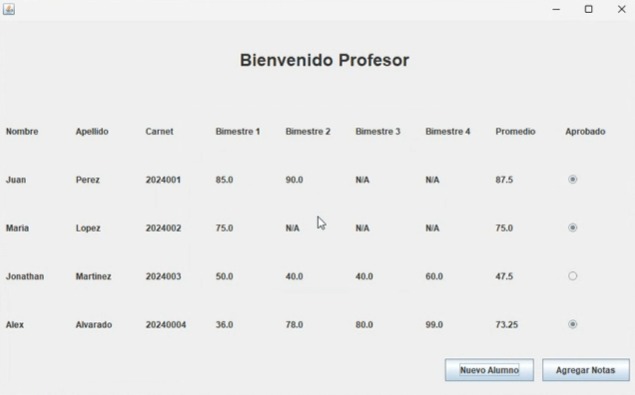 Bienvenido Profesor
Nombre Apellido Carnet Bimestre 1 Bimestre 2 Bimestre 3 Bimestre 4 Promedio Aprobado
Juan Perez 2024001 85.0 90.0 N/A N/A 87.5
Maria Lopez 2024002 75.0 N/A N/A N/A 75.0
Jonathan Martinez 2024003 50.0 40.0 40.0 60.0 47.5
Alex Alvarado 20240004 36.0 78.0 80.0 99.0 73.25
Nuevo Alumno Agregar Notas